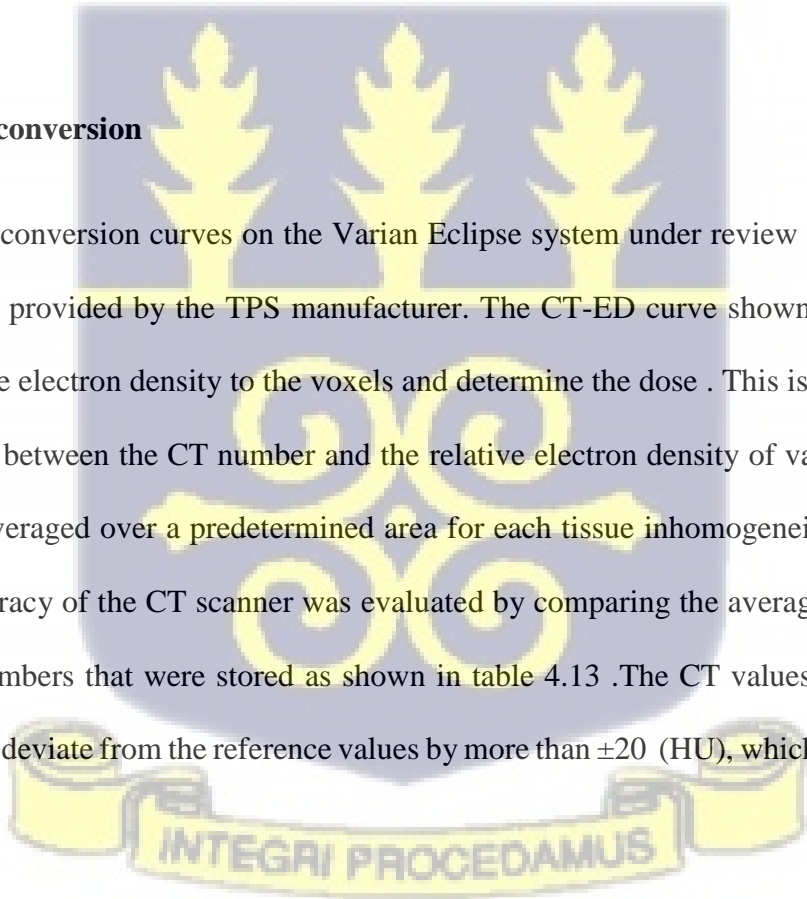 conversion
conversion curves on the Varian Eclipse system under review
provided by the TPS manufacturer. The CT-ED curve shown
e electron density to the voxels and determine the dose . This is
between the CT number and the relative electron density of va
veraged over a predetermined area for each tissue inhomogenei
racy of the CT scanner was evaluated by comparing the averag
mbers that were stored as shown in table 4.13 .The CT values
deviate from the reference values by more than ±20 (HU), which
INTEGRI PROCEDAMUS